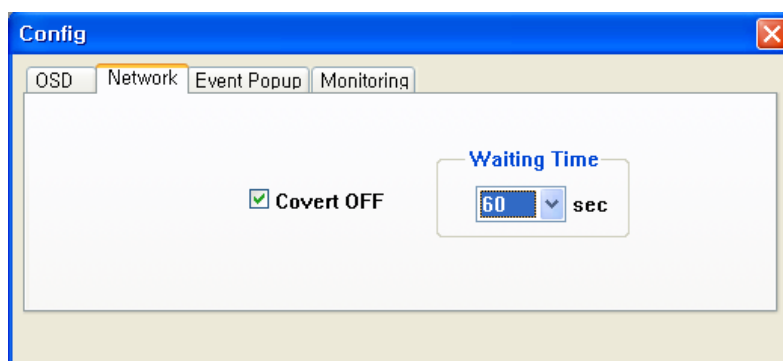 Config
OSD Network Event Popup Monitoring
Waiting Time
Covert OFF 60 sec